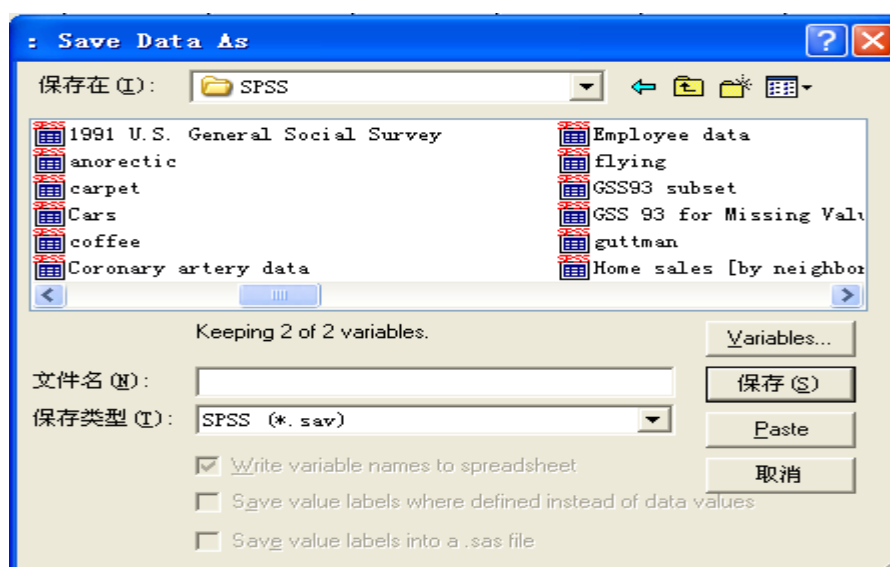 : Save Data As
保存在(I):
SPSS
1991 U.S. General Social Survey
anorectic
carpet
Cars
coffee
Coronary artery data
Employee data
flying
GSS93 subset
GSS 93 for Missing Valu
guttman
Home sales [by neighbor
Keeping 2 of 2 variables.
Variables...
文件名(N):
保存(S)
保存类型(T):
SPSS (*.sav)
Paste
Write variable names to spreadsheet
取消
Save value labels where defined instead of data values
Save value labels into a .sas file